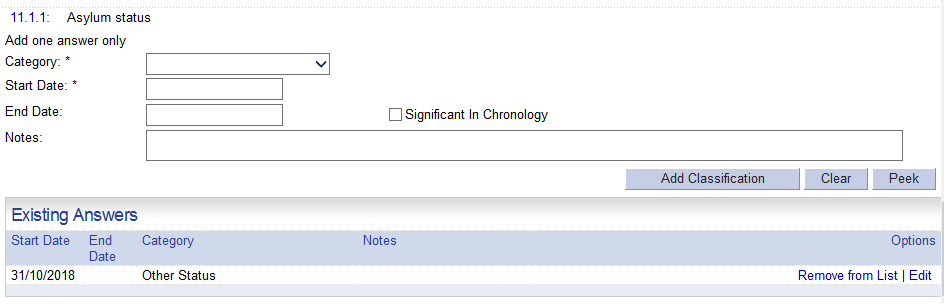 11.1.1: Asylum status
Add one answer only
Category: *
Start Date: *
End Date: Significant In Chronology
Notes:
Add Classification Clear Peek
Existing Answers
Start Date End Date Category Notes Options
31/10/2018 Other Status Remove from List | Edit